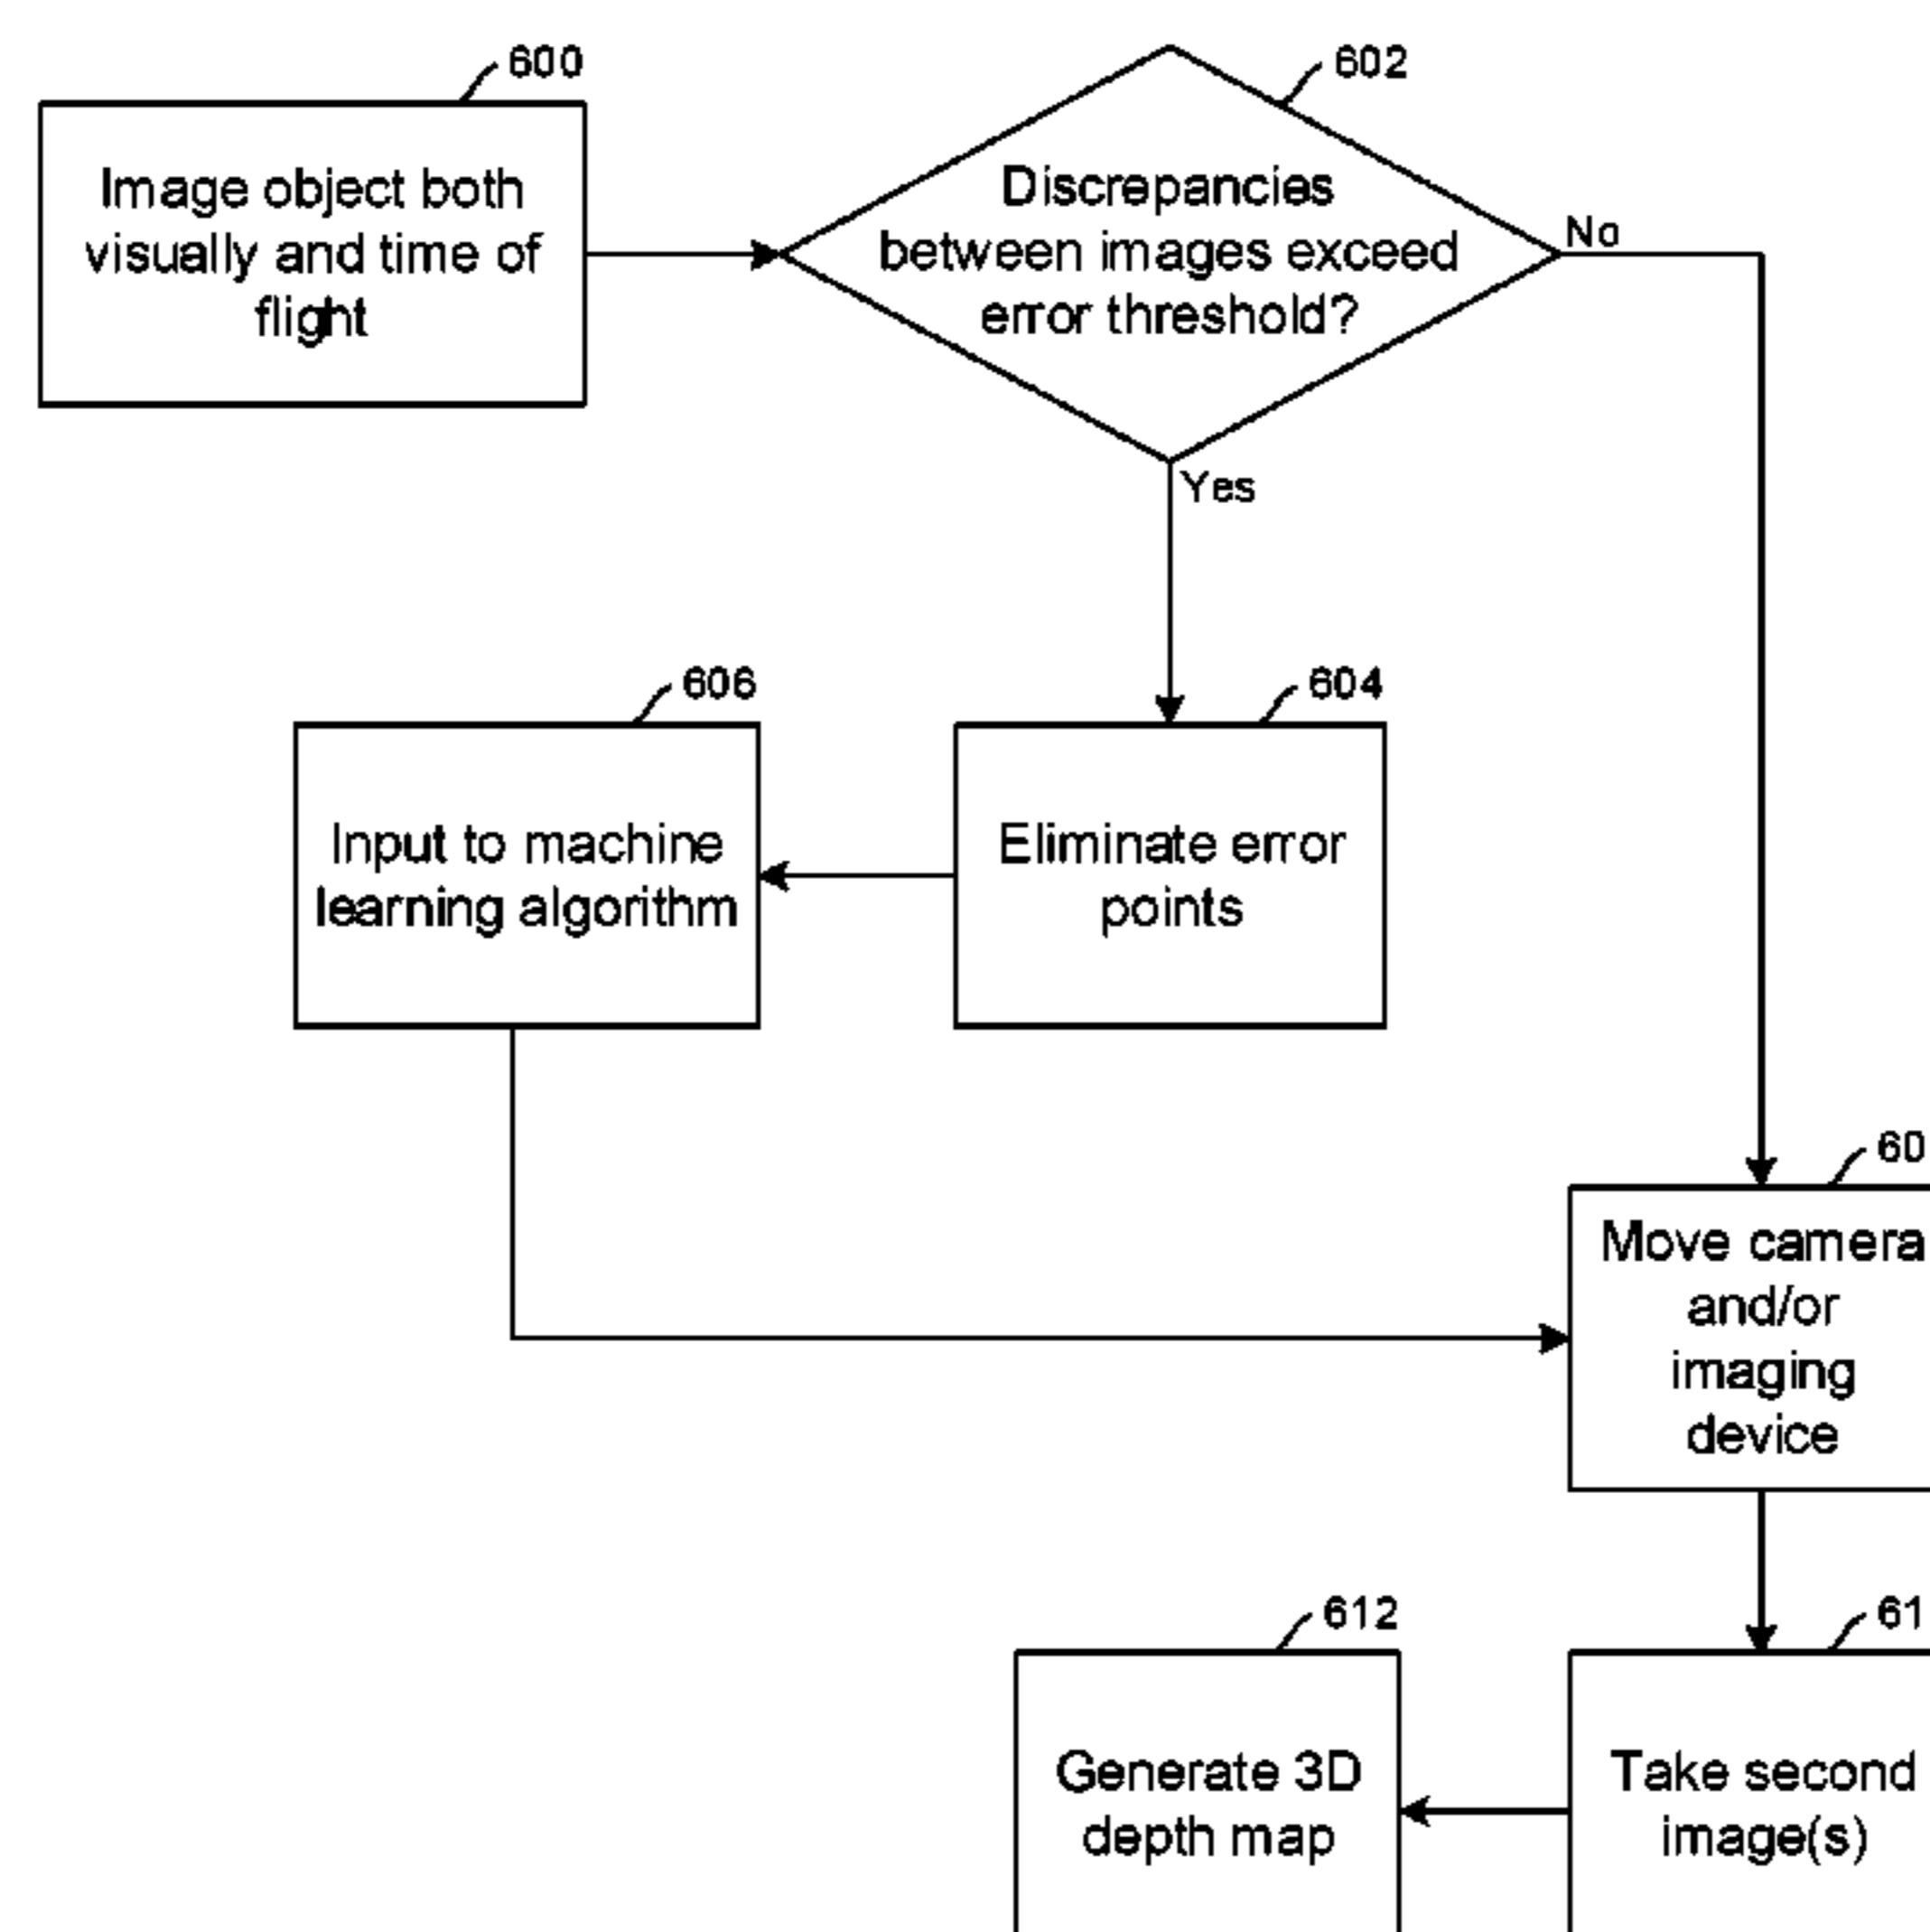 600
Image object both
visually and time of
flight
602
Discrepancies
between images exceed
error threshold?
No
Yes
606
Input to machine
learning algorithm
604
Eliminate error
points
60
Move camera
and/or
imaging
device
612
Generate 3D
depth map
61
Take second
image(s)